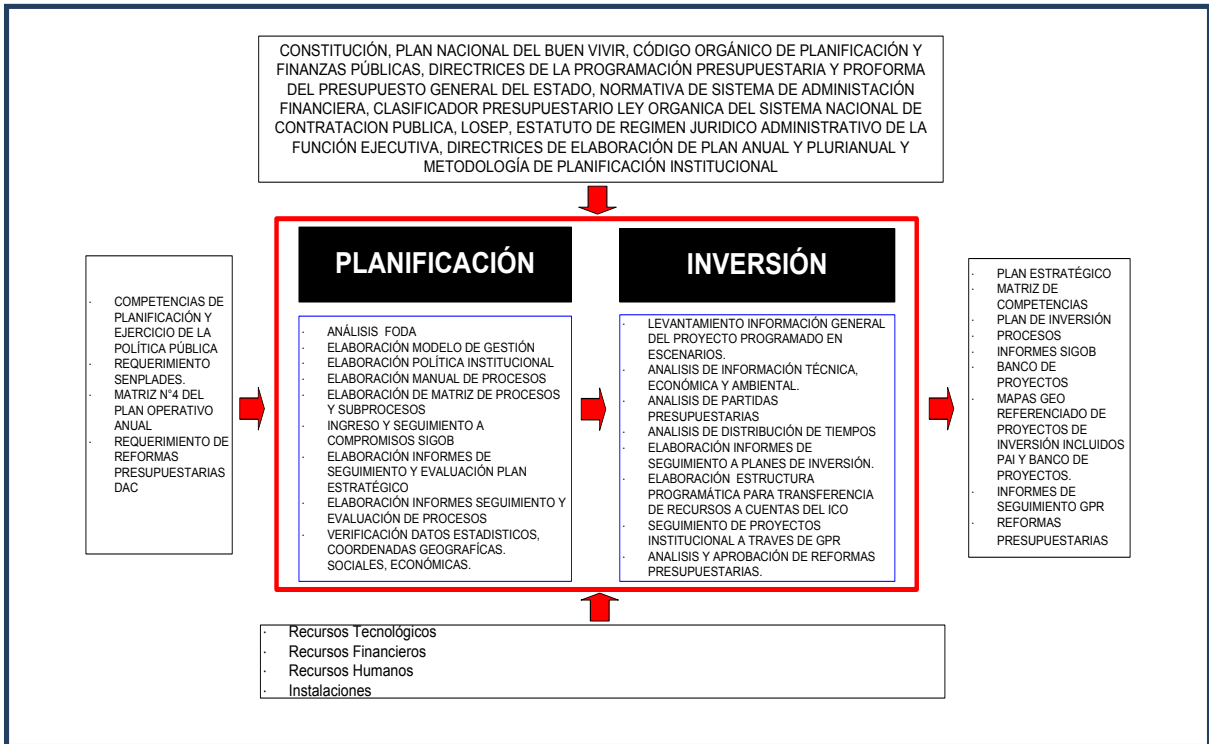 CONSTITUCIÓN, PLAN NACIONAL DEL BUEN VIVIR, CÓDIGO ORGÁNICO DE PLANIFICACIÓN Y
FINANZAS PÚBLICAS, DIRECTRICES DE LA PROGRAMACIÓN PRESUPUESTARIA Y PROFORMA
DEL PRESUPUESTO GENERAL DEL ESTADO, NORMATIVA DE SISTEMA DE ADMINISTACIÓN
FINANCIERA, CLASIFICADOR PRESUPUESTARIO LEY ORGANICA DEL SISTEMA NACIONAL DE
CONTRATACION PUBLICA, LOSEP, ESTATUTO DE REGIMEN JURIDICO ADMINISTRATIVO DE LA
FUNCIÓN EJECUTIVA, DIRECTRICES DE ELABORACIÓN DE PLAN ANUAL Y PLURIANUAL Y
METODOLOGÍA DE PLANIFICACIÓN INSTITUCIONAL
· COMPETENCIAS DE
PLANIFICACIÓN Y
EJERCICIO DE LA
POLÍTICA PÚBLICA
· REQUERIMIENTO
SENPLADES.
· MATRIZ N°4 DEL
PLAN OPERATIVO
ANUAL
· REQUERIMIENTO DE
REFORMAS
PRESUPUESTARIAS
DAC
PLANIFICACIÓN
· ANÁLISIS FODA
· ELABORACIÓN MODELO DE GESTIÓN
· ELABORACIÓN POLÍTICA INSTITUCIONAL
· ELABORACIÓN MANUAL DE PROCESOS
· ELABORACIÓN DE MATRIZ DE PROCESOS
Y SUBPROCESOS
· INGRESO Y SEGUIMIENTO A
COMPROMISOS SIGOB
· ELABORACIÓN INFORMES DE
SEGUIMIENTO Y EVALUACIÓN PLAN
ESTRATÉGICO
· ELABORACIÓN INFORMES SEGUIMIENTO Y
EVALUACIÓN DE PROCESOS
· VERIFICACIÓN DATOS ESTADISTICOS,
COORDENADAS GEOGRAFÍCAS.
SOCIALES, ECONÓMICAS.
INVERSIÓN
· LEVANTAMIENTO INFORMACIÓN GENERAL
DEL PROYECTO PROGRAMADO EN
ESCENARIOS.
· ANALISIS DE INFORMACIÓN TÉCNICA,
ECONÓMICA Y AMBIENTAL.
· ANALISIS DE PARTIDAS
PRESUPUESTARIAS
· ANALISIS DE DISTRIBUCIÓN DE TIEMPOS
· ELABORACIÓN INFORMES DE
SEGUIMIENTO A PLANES DE INVERSIÓN.
· ELABORACIÓN ESTRUCTURA
PROGRAMÁTICA PARA TRANSFERENCIA
DE RECURSOS A CUENTAS DEL ICO
· SEGUIMIENTO DE PROYECTOS
INSTITUCIONAL A TRAVES DE GPR
· ANALISIS Y APROBACIÓN DE REFORMAS
PRESUPUESTARIAS.
· PLAN ESTRATÉGICO
· MATRIZ DE
COMPETENCIAS
· PLAN DE INVERSIÓN
· PROCESOS
· INFORMES SIGOB
· BANCO DE
PROYECTOS
· MAPAS GEO
REFERENCIADO DE
PROYECTOS DE
INVERSIÓN INCLUIDOS
PAI Y BANCO DE
PROYECTOS.
· INFORMES DE
SEGUIMIENTO GPR
· REFORMAS
PRESUPUESTARIAS
· Recursos Tecnológicos
· Recursos Financieros
· Recursos Humanos
· Instalaciones